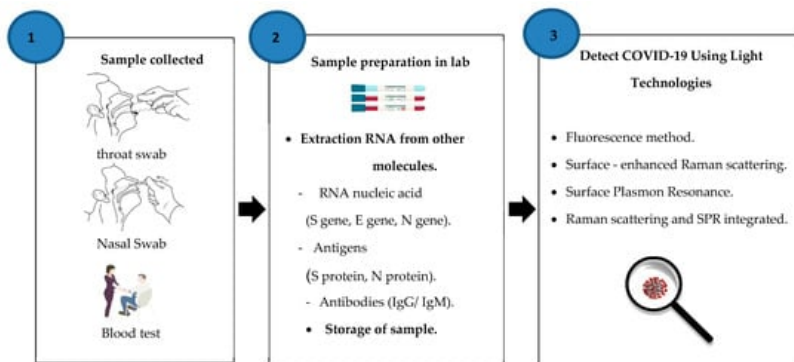 1
Sample collected
throat swab
Nasal Swab
Blood test
2
Sample preparation in lab
• Extraction RNA from other
molecules.
- RNA nucleic acid
(S gene, E gene, N gene).
- Antigens
(S protein, N protein).
- Antibodies (IgG/ IgM).
• Storage of sample.
3
Detect COVID-19 Using Light
Technologies
• Fluorescence method.
• Surface - enhanced Raman scattering.
• Surface Plasmon Resonance.
• Raman scattering and SPR integrated.